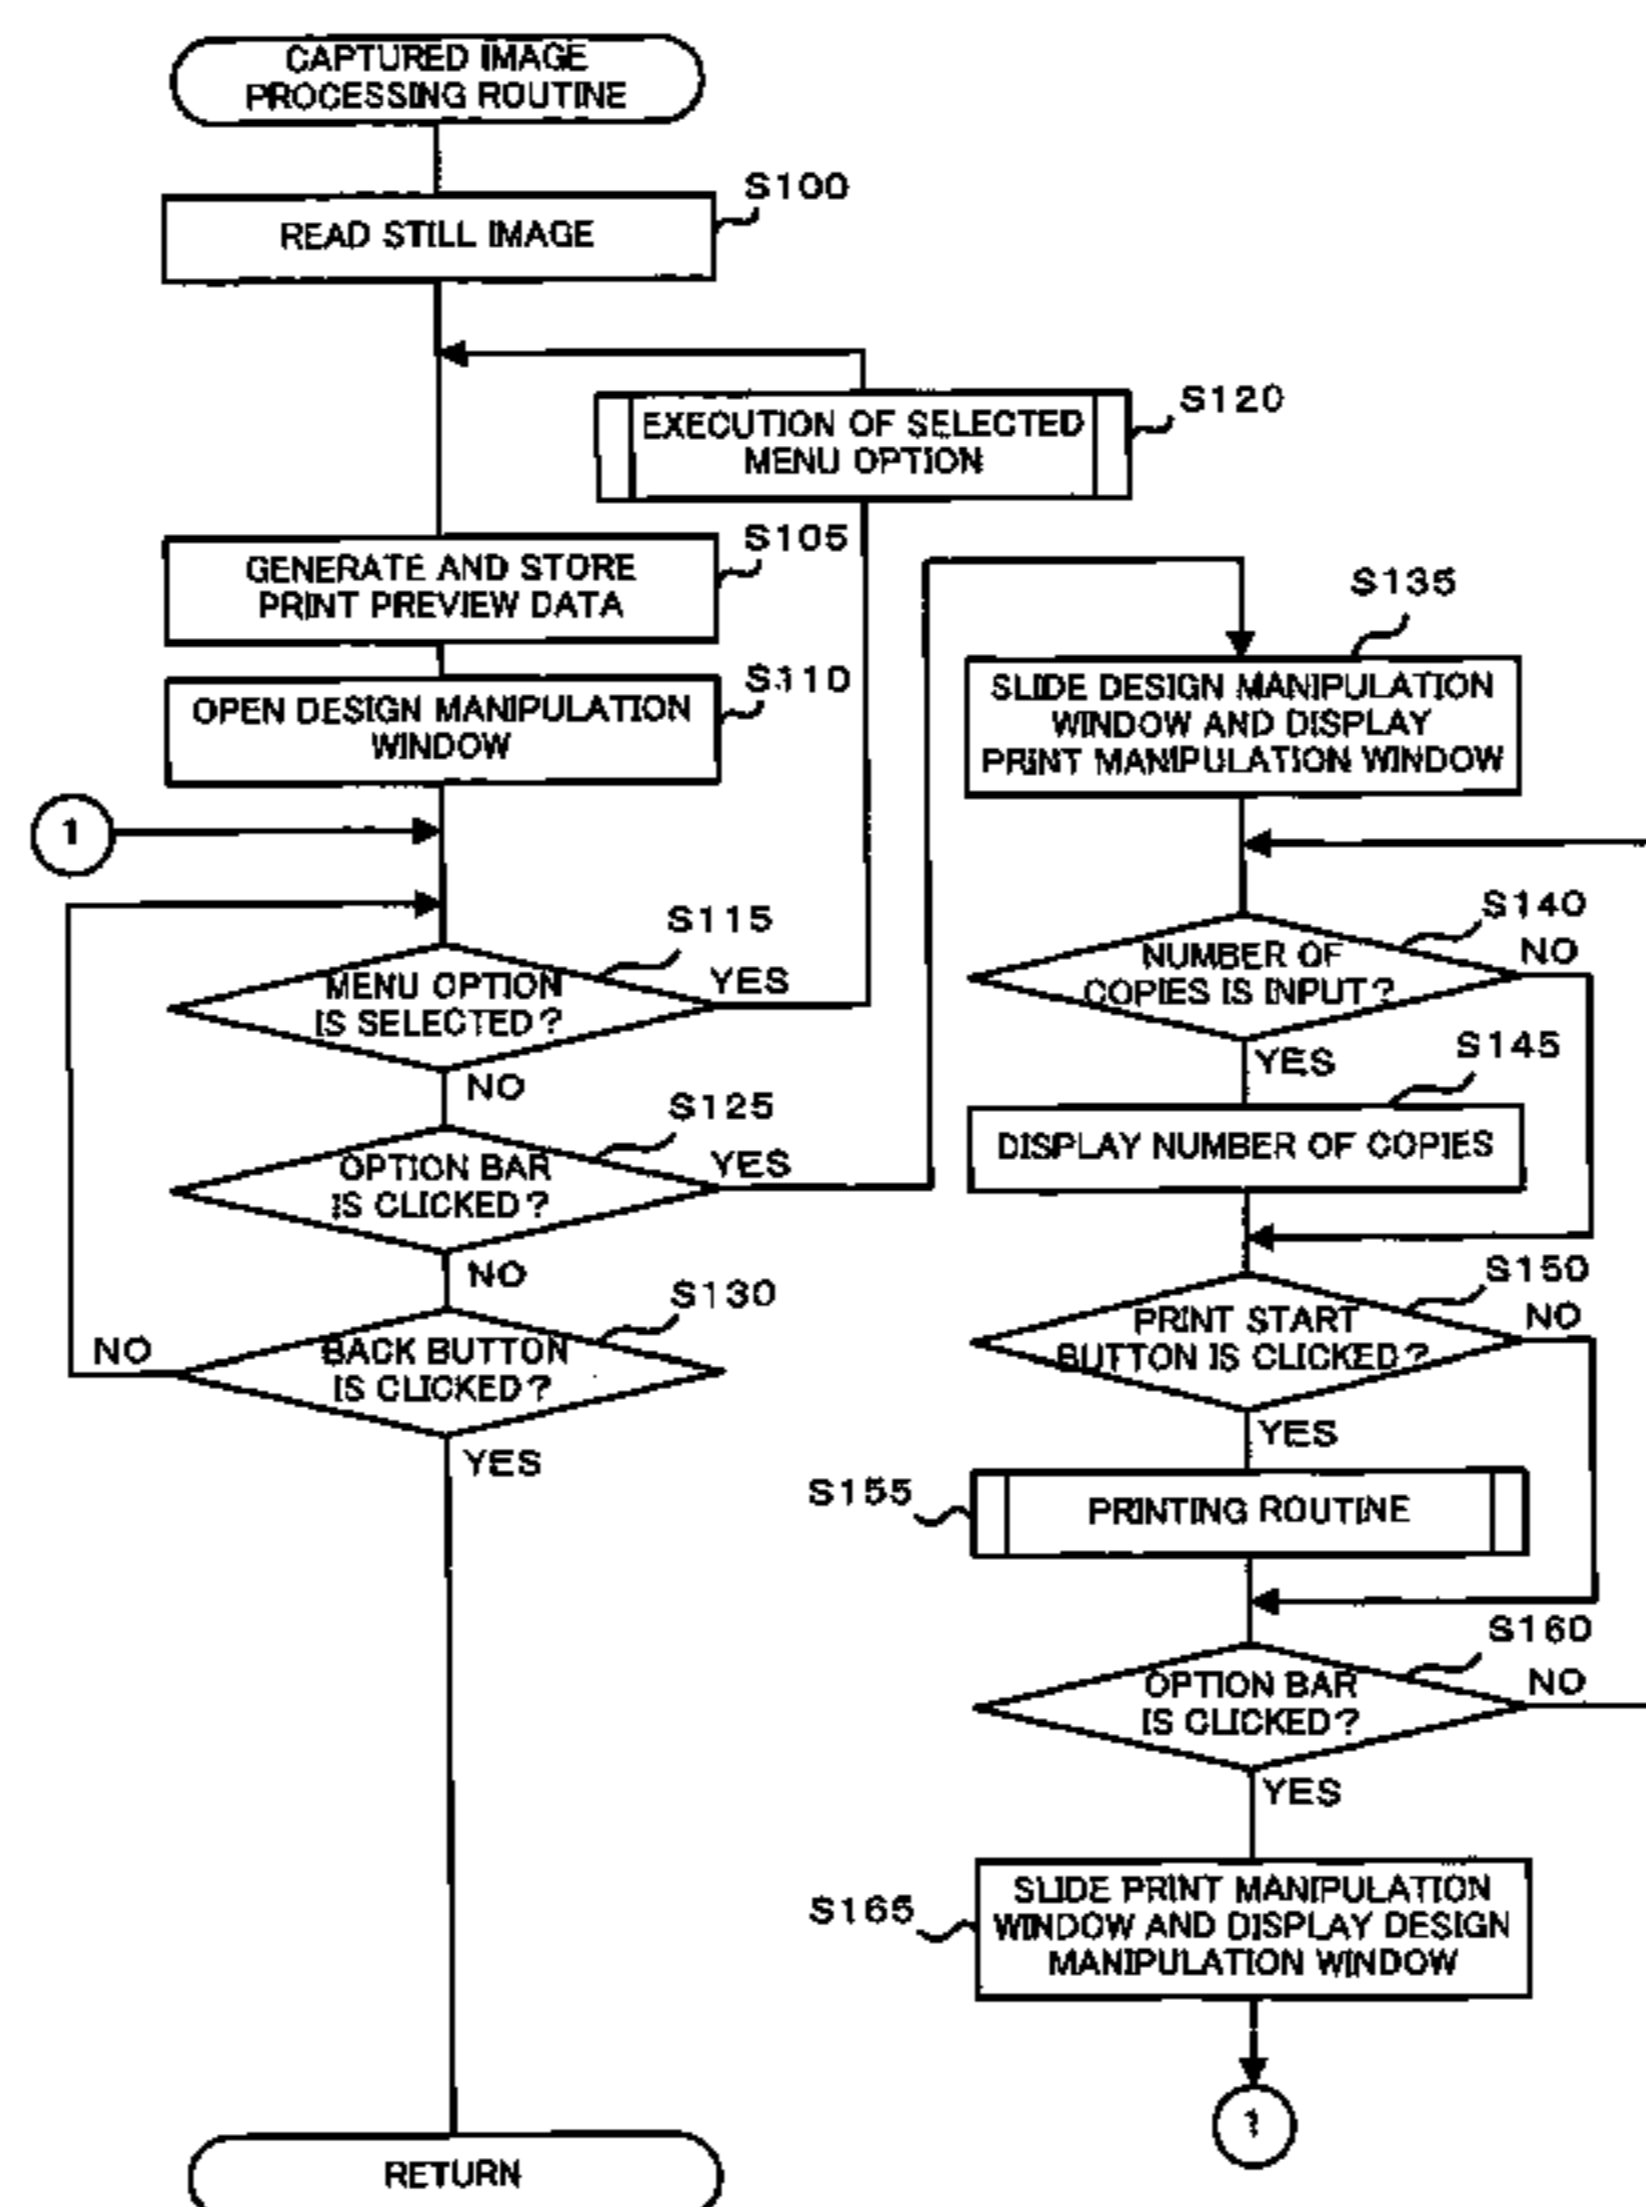 CAPTURED IMAGE
PROCESSING ROUTINE
S100
READ STILL IMAGE
S120
EXECUTION OF SELECTED
MENU OPTION
S105
GENERATE AND STORE
PRINT PREVIEW DATA
S110
OPEN DESIGN MANIPULATION
WINDOW
1
S115
MENU OPTION
IS SELECTED?
YES
NO
S125
OPTION BAR
IS CLICKED?
YES
NO
S130
BACK BUTTON
IS CLICKED?
NO
YES
RETURN
S135
SLIDE DESIGN MANIPULATION
WINDOW AND DISPLAY
PRINT MANIPULATION WINDOW
S140
NUMBER OF
COPIES IS INPUT?
NO
YES
S145
DISPLAY NUMBER OF COPIES
S150
PRINT START
BUTTON IS CLICKED?
NO
YES
S155
PRINTING ROUTINE
S160
OPTION BAR
IS CLICKED?
NO
YES
S165
SLIDE PRINT MANIPULATION
WINDOW AND DISPLAY DESIGN
MANIPULATION WINDOW
1